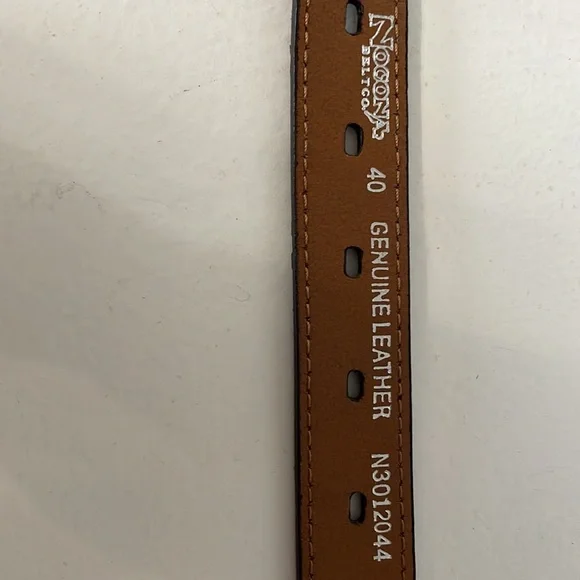 NOCONA
BELT CO.
40 GENUINE LEATHER N3012044